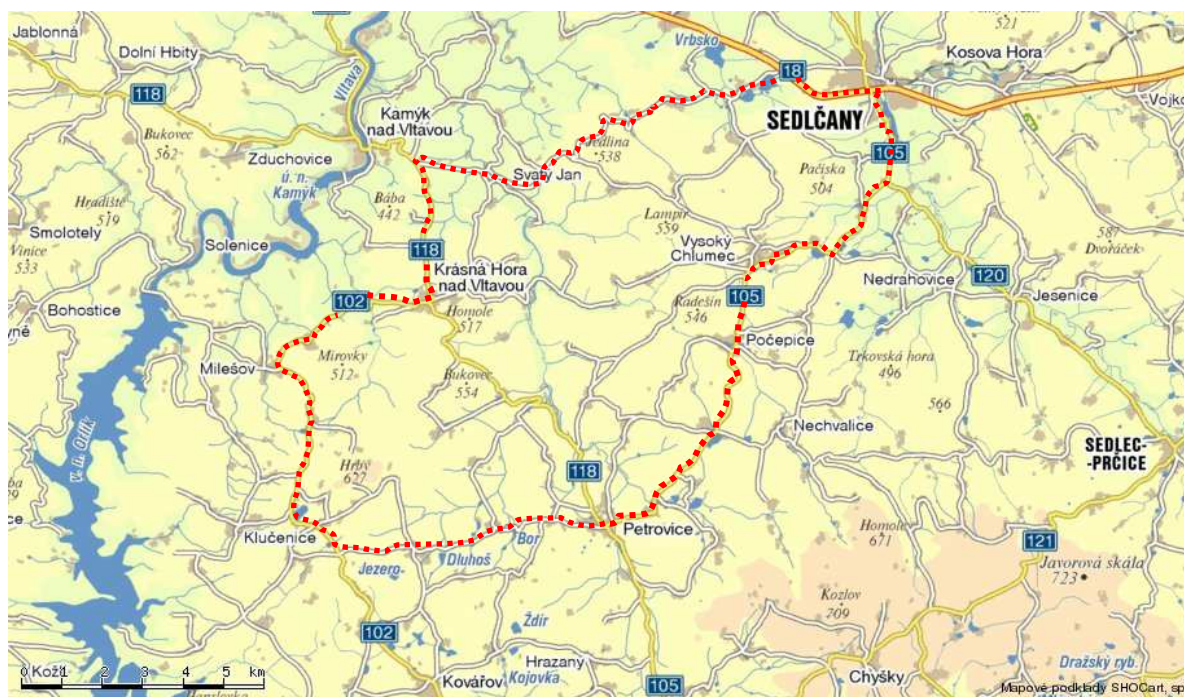 521
Jablonná
Dolní Hbity
Vrbsko
Kosova Hora
18
118
Vltava
Kamýk
nad Vltavou
SEDLČANY
Vojko
Bukovec
562
Zduchovice
ú. n.
Kamýk
Jedlina
538
Svatý Jan
105
Pačiska
504
Hradiště
519
Bába
442
Smolotely
Solenice
Lampír
559
Vysoký
Chlumec
587
Dvořáček
Vinice
533
118
Krásná Hora
nad Vltavou
Nedrahovice
120
Jesenice
Bohostice
102
Homole
517
Radešín
546
105
Počepice
Milešov
Mirovky
512
Trkovská hora
496
Bukovec
554
566
v. n. Orlík
Nechvalice
SEDLEC-
-PRČICE
Hrby
627
118
Klučenice
Petrovice
Bor
Homole
671
121
Jezero
Dluhoš
Javorová skála
723
Kozlov
709
Ždír
102
Hrazany
Kojovka
Kovářov
105
Chyšky
Dražský ryb.
0 1 2 3 4 5 km
Mapové podklady SHOCart, sp